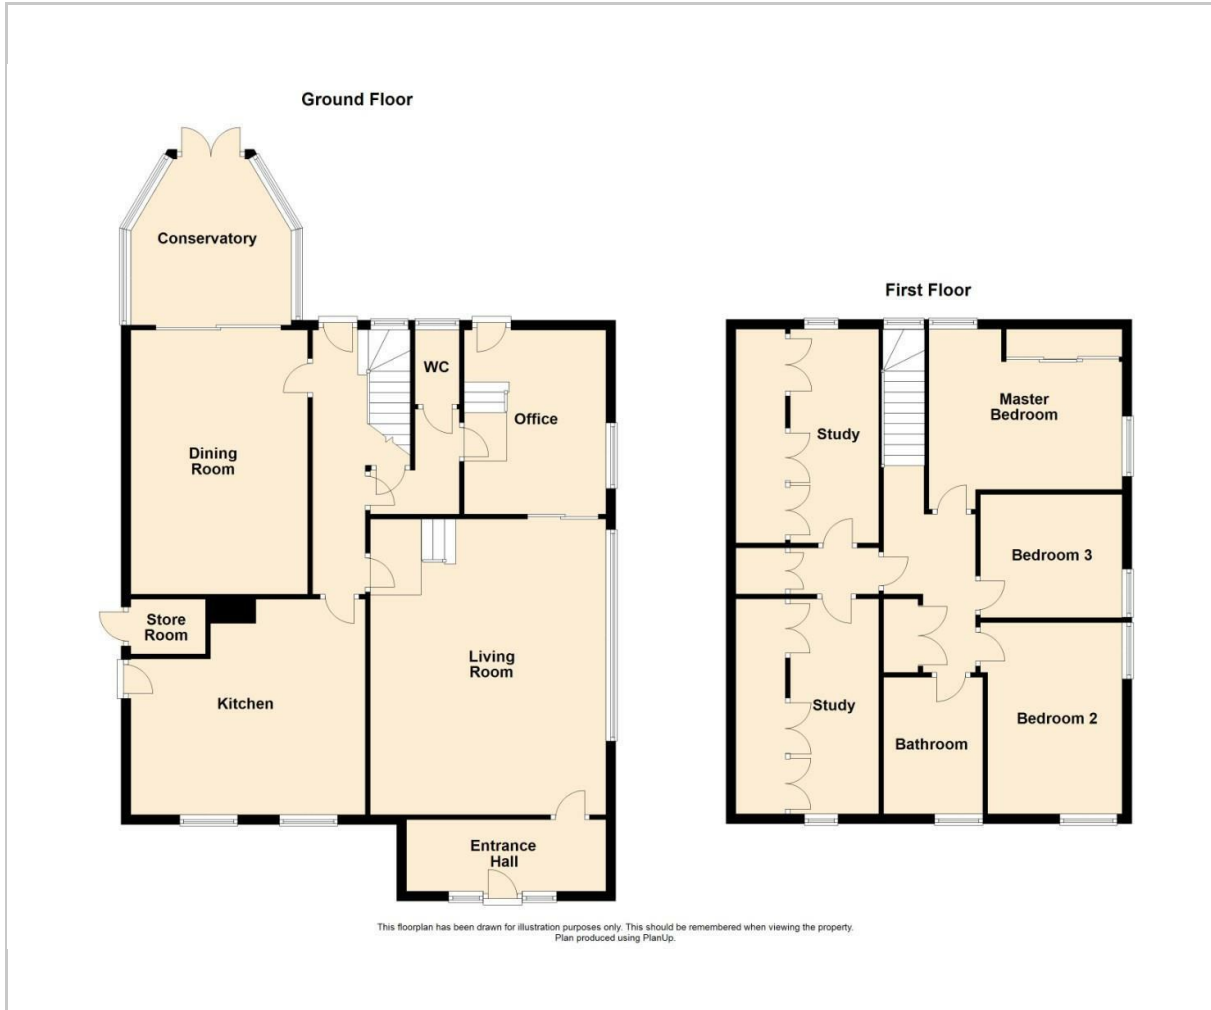 Ground Floor
Conservatory
WC
Office
Dining
Room
Store
Room
Living
Room
Kitchen
Entrance
Hall
First Floor
Master
Bedroom
Study
Bedroom 3
Study
Bedroom 2
Bathroom
This floorplan has been drawn for illustration purposes only. This should be remembered when viewing the property.
Plan produced using PlanUp.